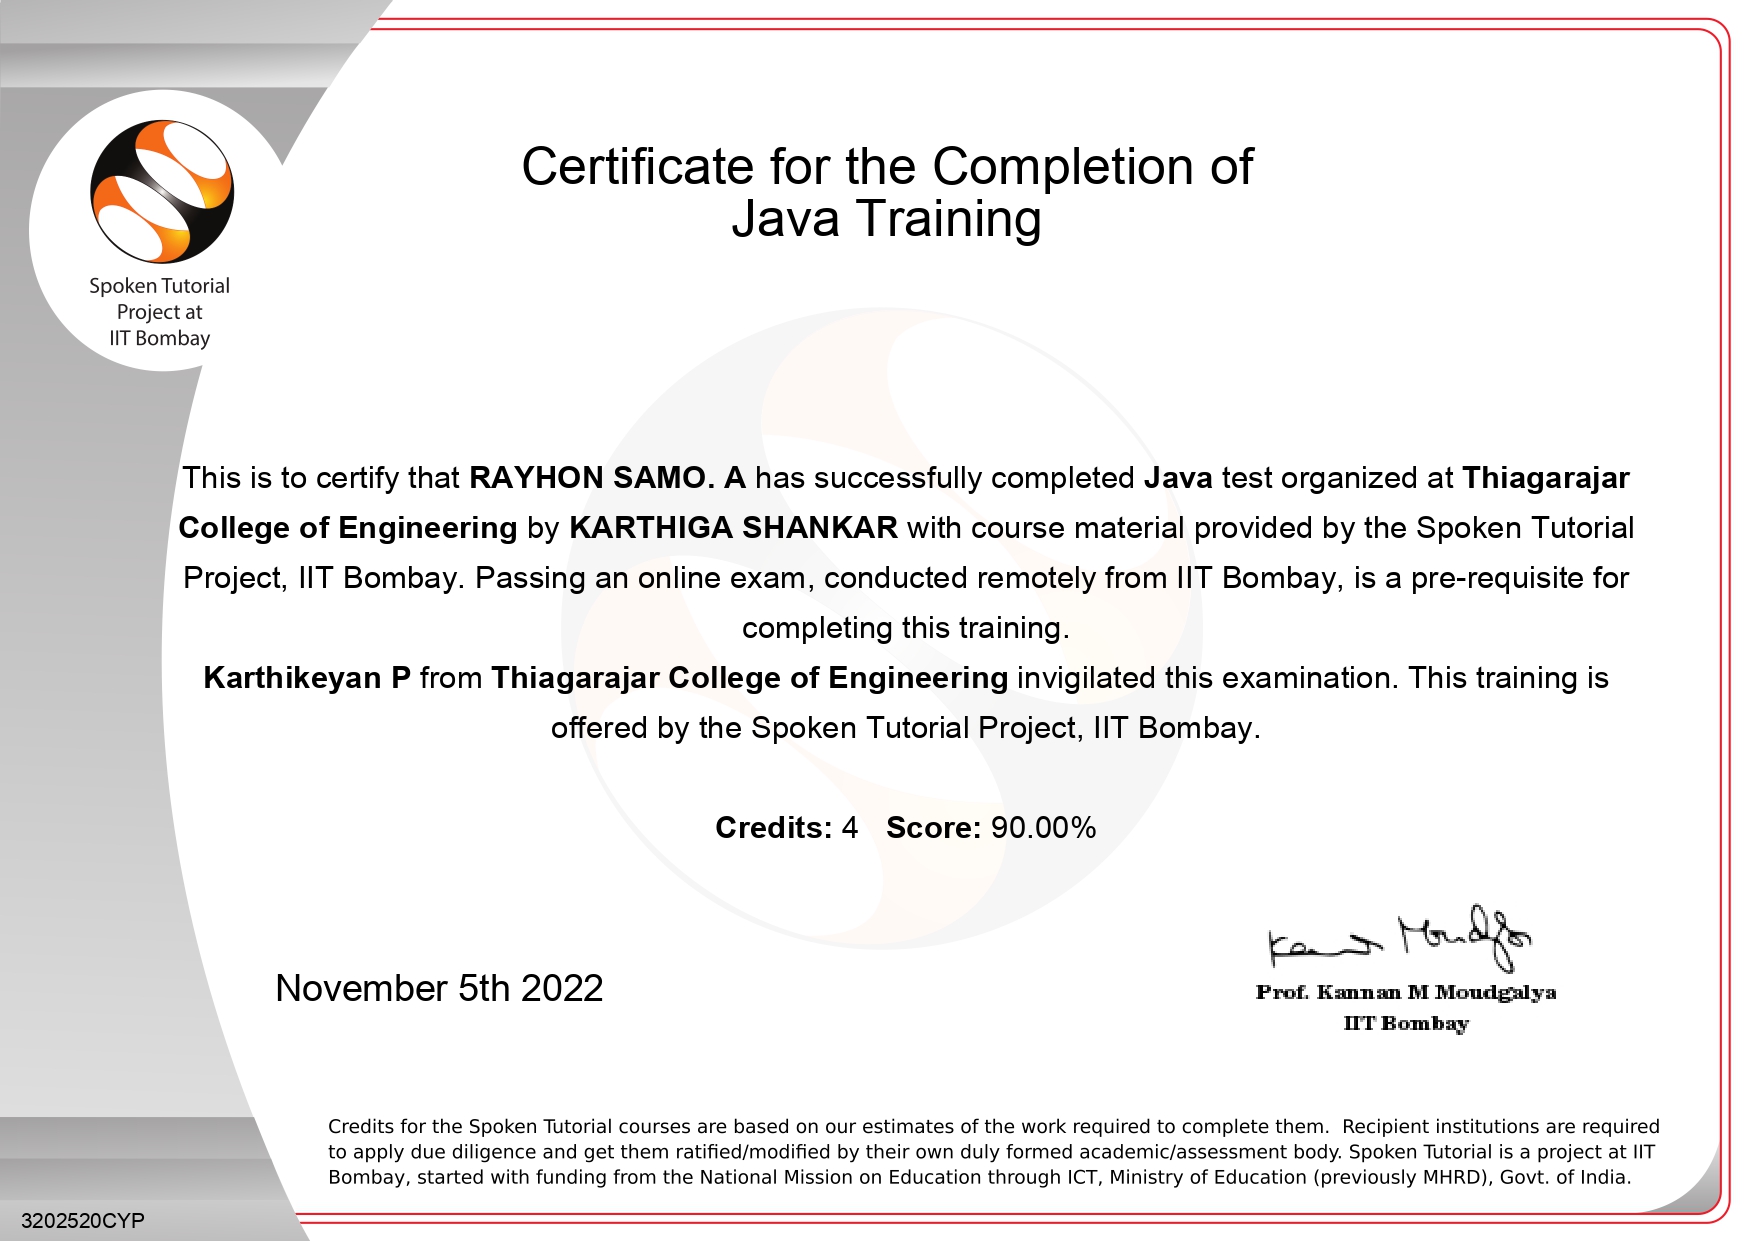 Spoken Tutorial
Project at
IIT Bombay
Certificate for the Completion of
Java Training
This is to certify that RAYHON SAMO. A has successfully completed Java test organized at Thiagarajar
College of Engineering by KARTHIGA SHANKAR with course material provided by the Spoken Tutorial
Project, IIT Bombay. Passing an online exam, conducted remotely from IIT Bombay, is a pre-requisite for
completing this training.
Karthikeyan P from Thiagarajar College of Engineering invigilated this examination. This training is
offered by the Spoken Tutorial Project, IIT Bombay.
Credits: 4 Score: 90.00%
November 5th 2022
Kannan Moudgalya
Prof. Kannan M Moudgalya
IIT Bombay
Credits for the Spoken Tutorial courses are based on our estimates of the work required to complete them. Recipient institutions are required
to apply due diligence and get them ratified/modified by their own duly formed academic/assessment body. Spoken Tutorial is a project at IIT
Bombay, started with funding from the National Mission on Education through ICT, Ministry of Education (previously MHRD), Govt. of India.
3202520CYP